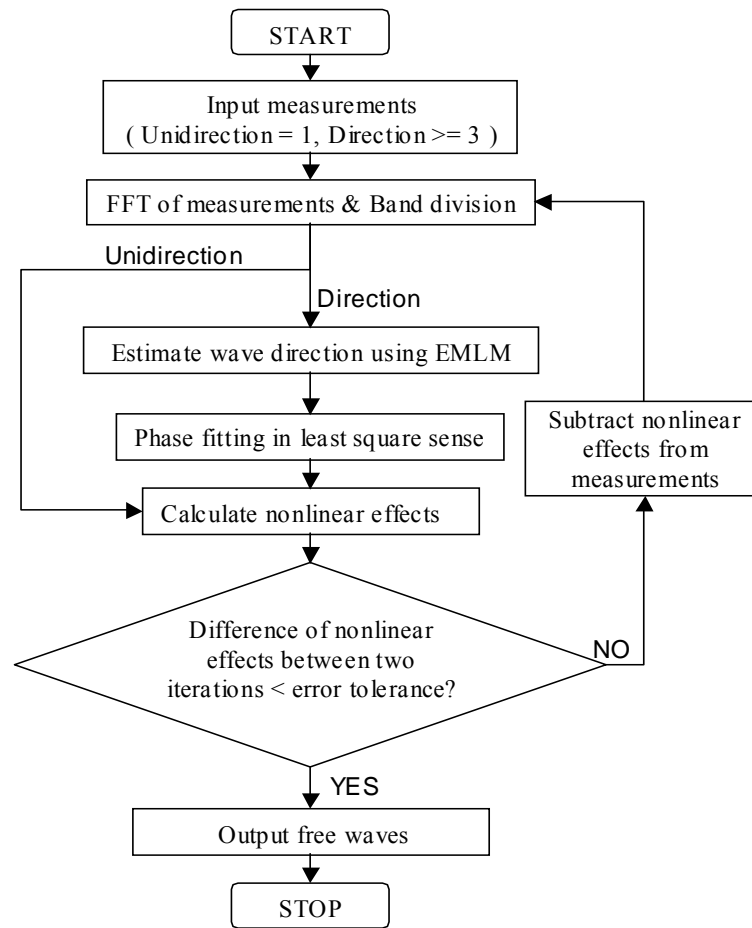 START
Input measurements
( Unidirection = 1, Direction >= 3 )
FFT of measurements & Band division
Unidirection
Direction
Estimate wave direction using EMLM
Phase fitting in least square sense
Subtract nonlinear
effects from
measurements
Calculate nonlinear effects
Difference of nonlinear
effects between two
iterations < error tolerance?
NO
YES
Output free waves
STOP